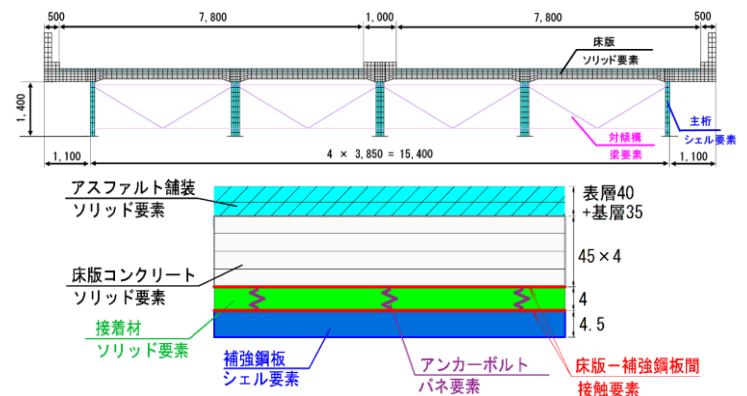 500
7,800
1,000
7,800
500
床版
ソリッド要素
1,400
主桁
シェル要素
対傾構
梁要素
1,100
4 × 3,850 = 15,400
1,100
アスファルト舗装
ソリッド要素
表層40
+基層35
床版コンクリート
ソリッド要素
45×4
接着材
ソリッド要素
4
4.5
補強鋼板
シェル要素
アンカーボルト
バネ要素
床版ー補強鋼板間
接触要素